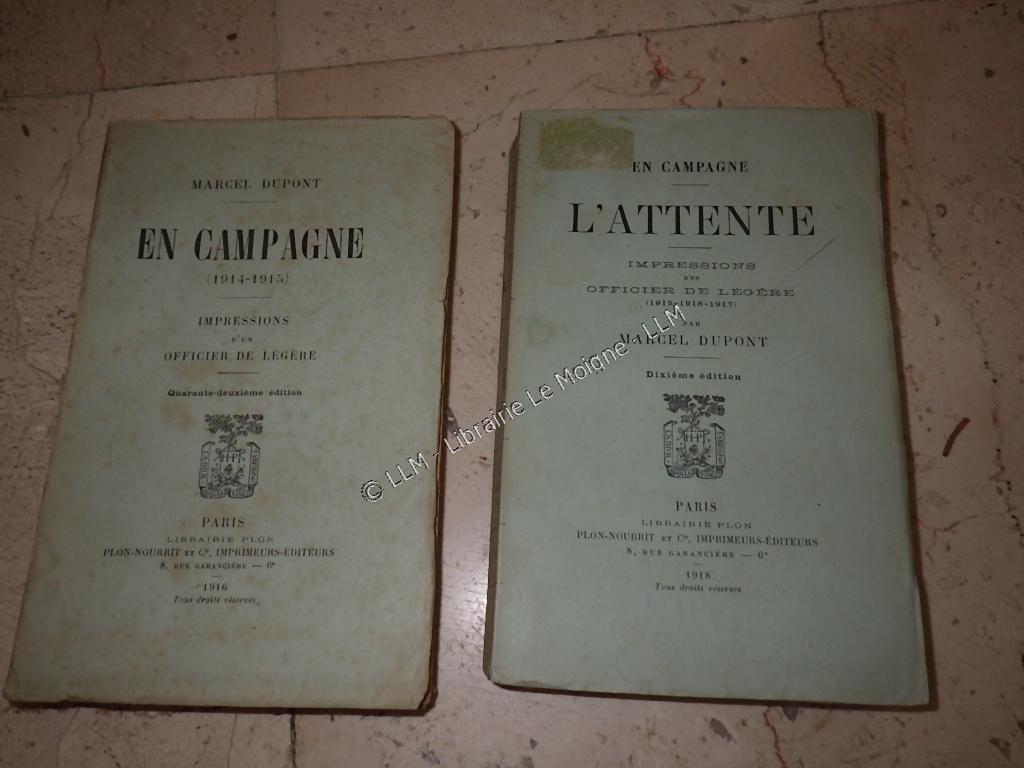 MARCEL DUPONT
EN CAMPAGNE
(1914-1915)
IMPRESSIONS
D'UN
OFFICIER DE LÉGÈRE
Quarante-deuxième édition
H·P
PARIS
LIBRAIRIE PLON
PLON-NOURRIT ET Cie, IMPRIMEURS-ÉDITEURS
8, RUE GARANCIÈRE — 6e
1916
Tous droits réservés
EN CAMPAGNE
L'ATTENTE
IMPRESSIONS
D'UN
OFFICIER DE LÉGÈRE
(1915-1916-1917)
PAR
MARCEL DUPONT
Dixième édition
H·P
PARIS
LIBRAIRIE PLON
PLON-NOURRIT ET Cie, IMPRIMEURS-ÉDITEURS
8, RUE GARANCIÈRE — 6e
1918
Tous droits réservés
© LLM - Librairie Le Moigne - LLM